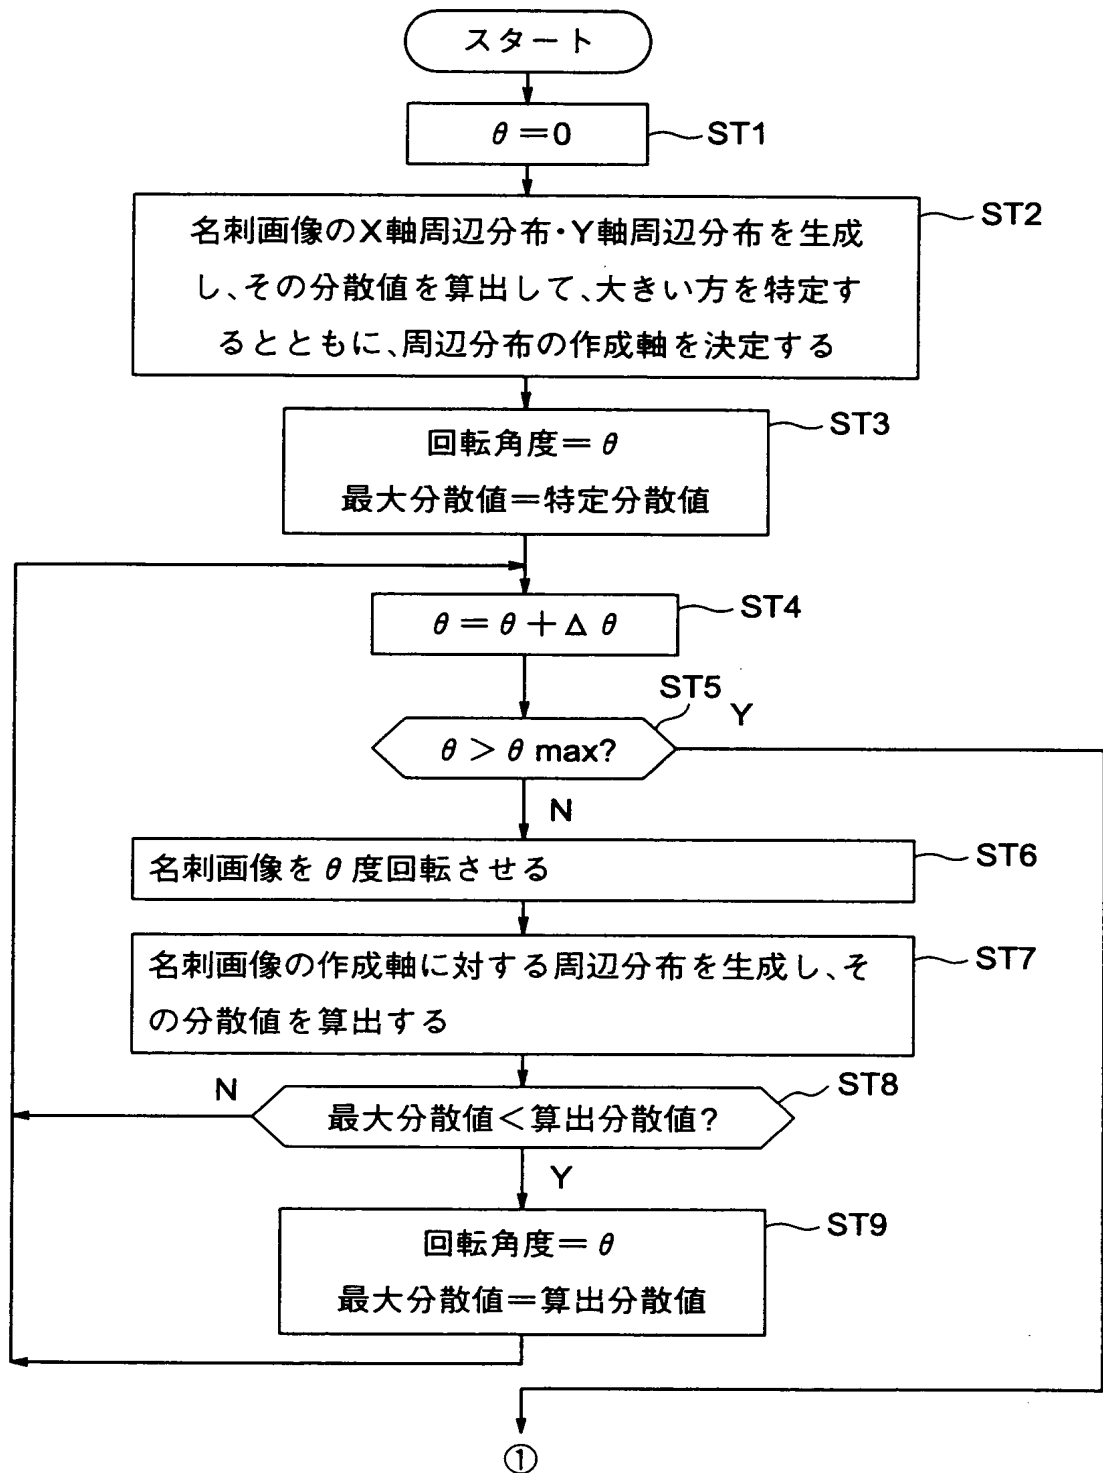 スタート
θ=0
ST1
名刺画像のX軸周辺分布・Y軸周辺分布を生成
し、その分散値を算出して、大きい方を特定す
るとともに、周辺分布の作成軸を決定する
ST2
回転角度=θ
最大分散値=特定分散値
ST3
θ=θ+Δθ
ST4
ST5
θ>θmax?
Y
N
名刺画像をθ度回転させる
ST6
名刺画像の作成軸に対する周辺分布を生成し、そ
の分散値を算出する
ST7
N
最大分散値<算出分散値?
ST8
Y
回転角度=θ
最大分散値=算出分散値
ST9
①